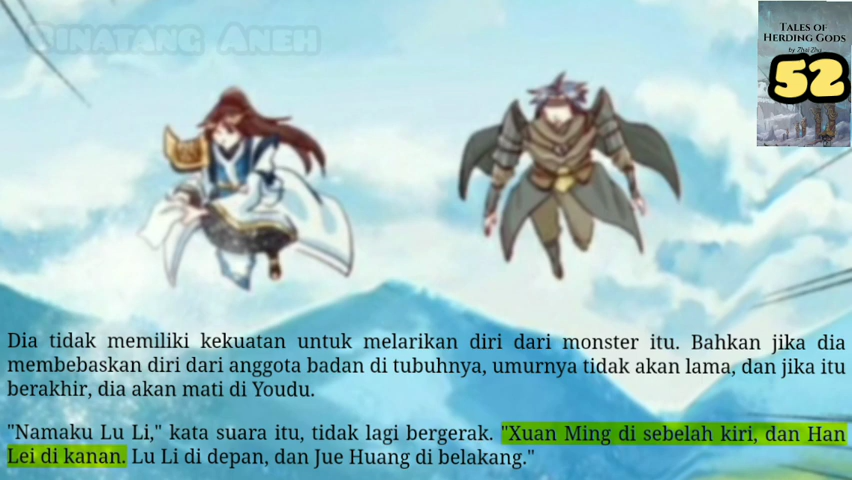 BINATANG ANEH
TALES OF
HERDING GODS
by Zhai Zhu
52
Dia tidak memiliki kekuatan untuk melarikan diri dari monster itu. Bahkan jika dia
membebaskan diri dari anggota badan di tubuhnya, umurnya tidak akan lama, dan jika itu
berakhir, dia akan mati di Youdu.
"Namaku Lu Li," kata suara itu, tidak lagi bergerak. "Xuan Ming di sebelah kiri, dan Han
Lei di kanan. Lu Li di depan, dan Jue Huang di belakang."